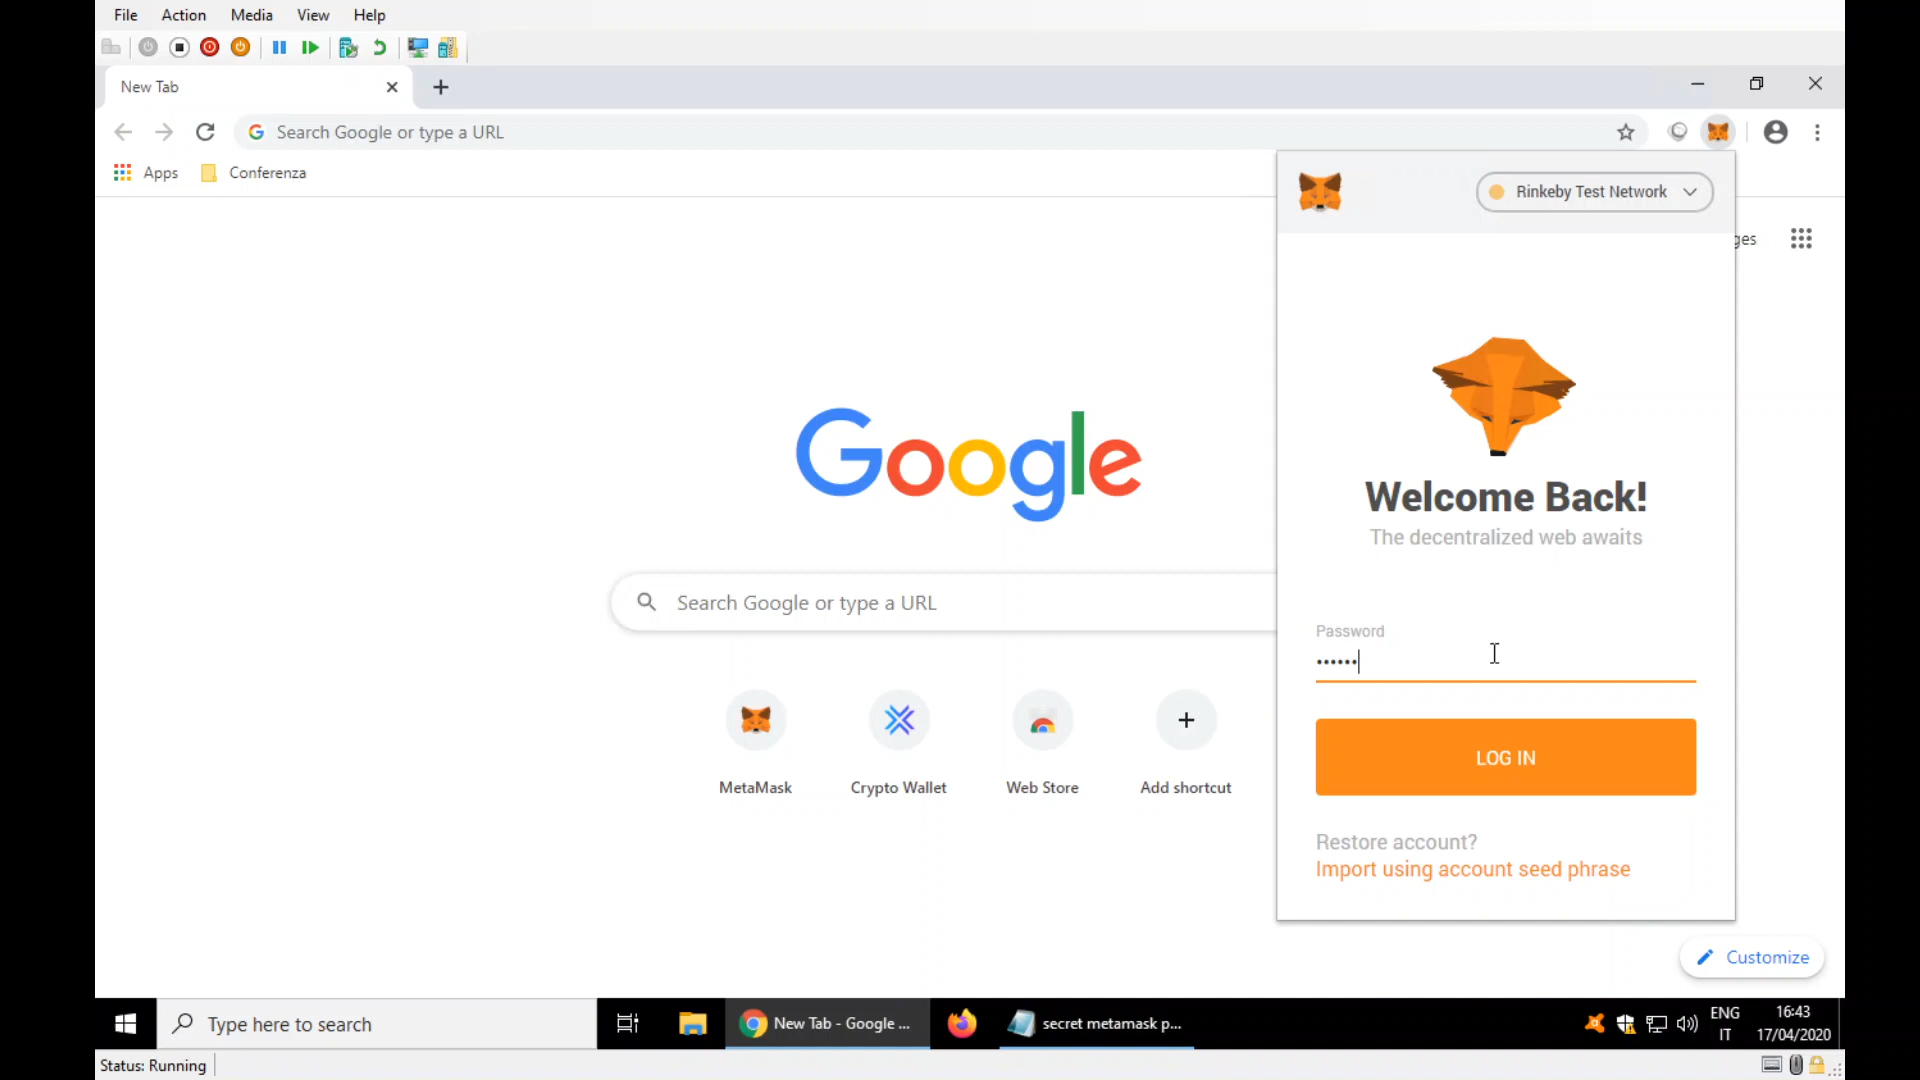 File Action Media View Help
New Tab
Search Google or type a URL
Apps Conferenza
Rinkeby Test Network
ges
Google
Welcome Back!
The decentralized web awaits
Search Google or type a URL
Password
••••••
LOG IN
MetaMask Crypto Wallet Web Store Add shortcut
Restore account?
Import using account seed phrase
Customize
Type here to search
New Tab - Google ...
secret metamask p...
ENG
IT
16:43
17/04/2020
Status: Running